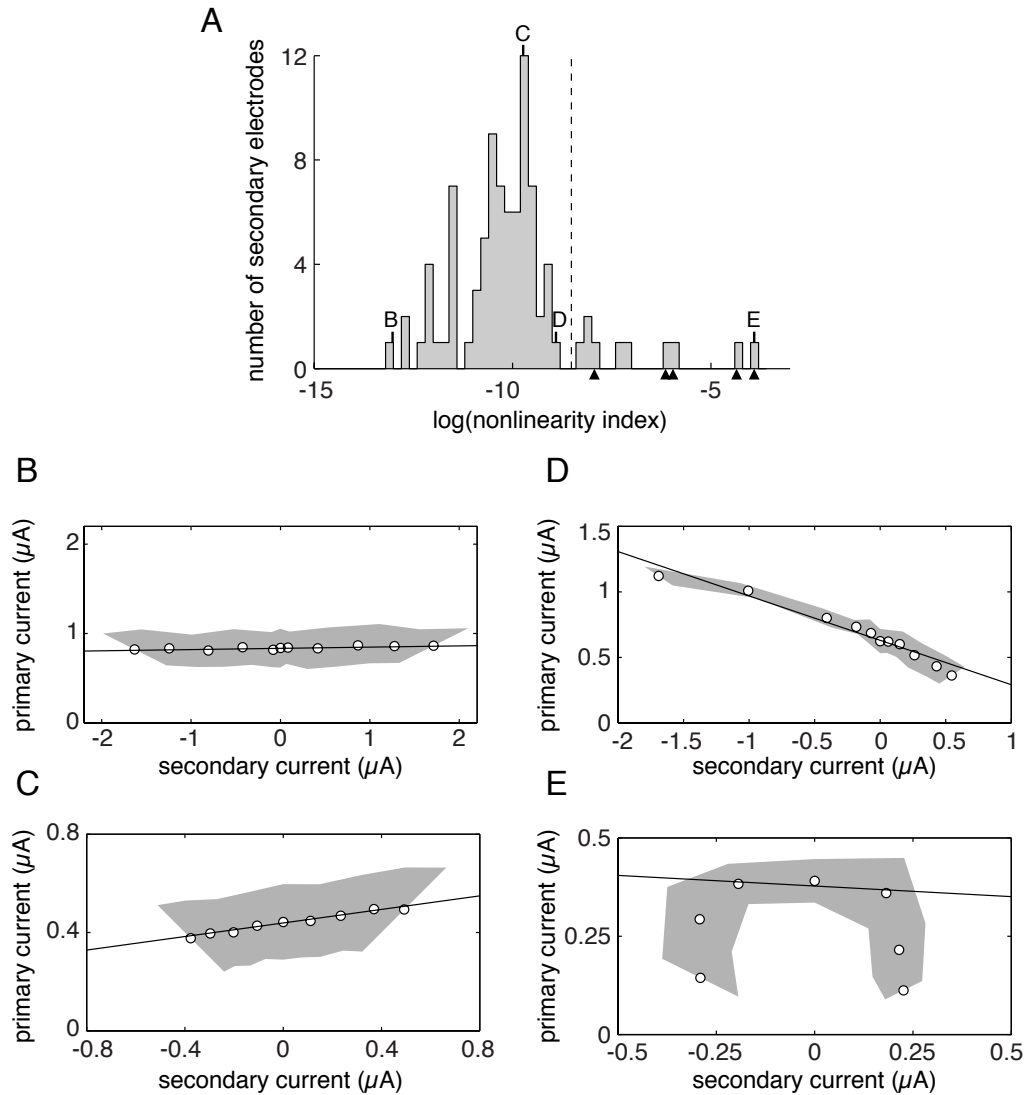 A
number of secondary electrodes
12
8
4
0
B
C
D
E
-15
-10
-5
log(nonlinearity index)
B
primary current (µA)
2
1
0
-2
-1
0
1
2
secondary current (µA)
D
primary current (µA)
1.5
1
0.5
0
-2
-1.5
-1
-0.5
0
0.5
1
secondary current (µA)
C
primary current (µA)
0.8
0.4
0
-0.8
-0.4
0
0.4
0.8
secondary current (µA)
E
primary current (µA)
0.5
0.25
0
-0.5
-0.25
0
0.25
0.5
secondary current (µA)